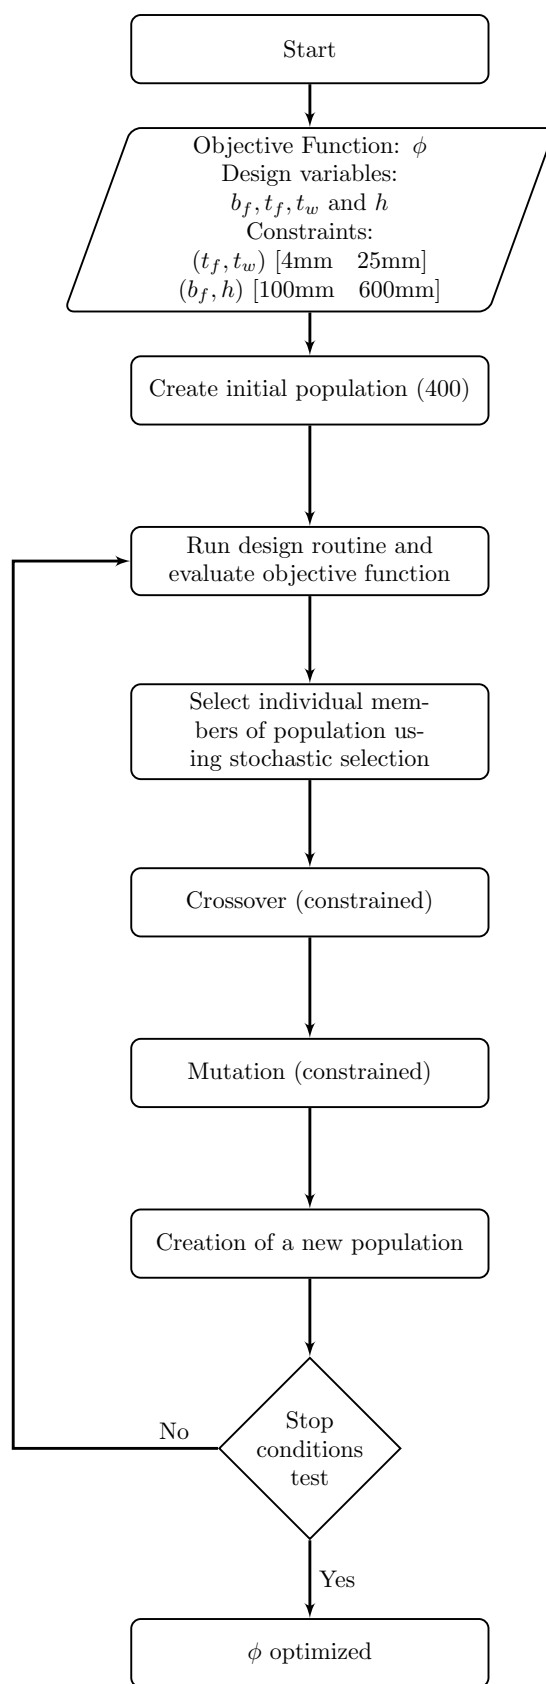 Start
Objective Function: ϕ
Design variables:
b_f, t_f, t_w and h
Constraints:
(t_f, t_w) [4mm 25mm]
(b_f, h) [100mm 600mm]
Create initial population (400)
Run design routine and
evaluate objective function
Select individual mem-
bers of population us-
ing stochastic selection
Crossover (constrained)
Mutation (constrained)
Creation of a new population
Stop
conditions
test
No
Yes
ϕ optimized